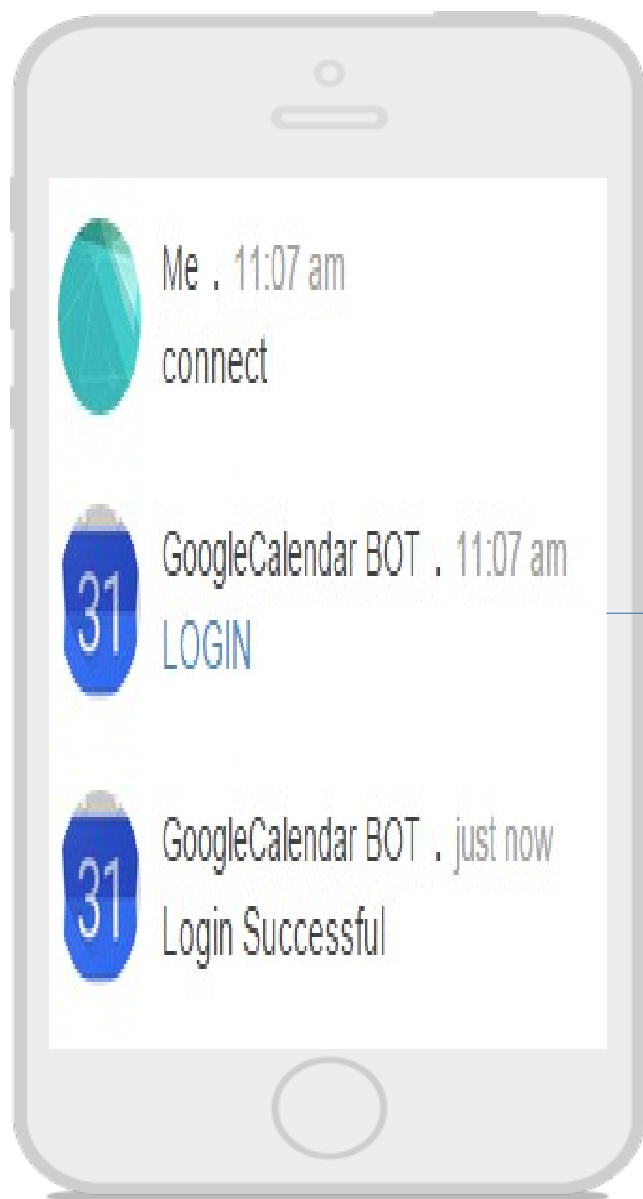 Me . 11:07 am
connect
31
GoogleCalendar BOT . 11:07 am
LOGIN
31
GoogleCalendar BOT . just now
Login Successful